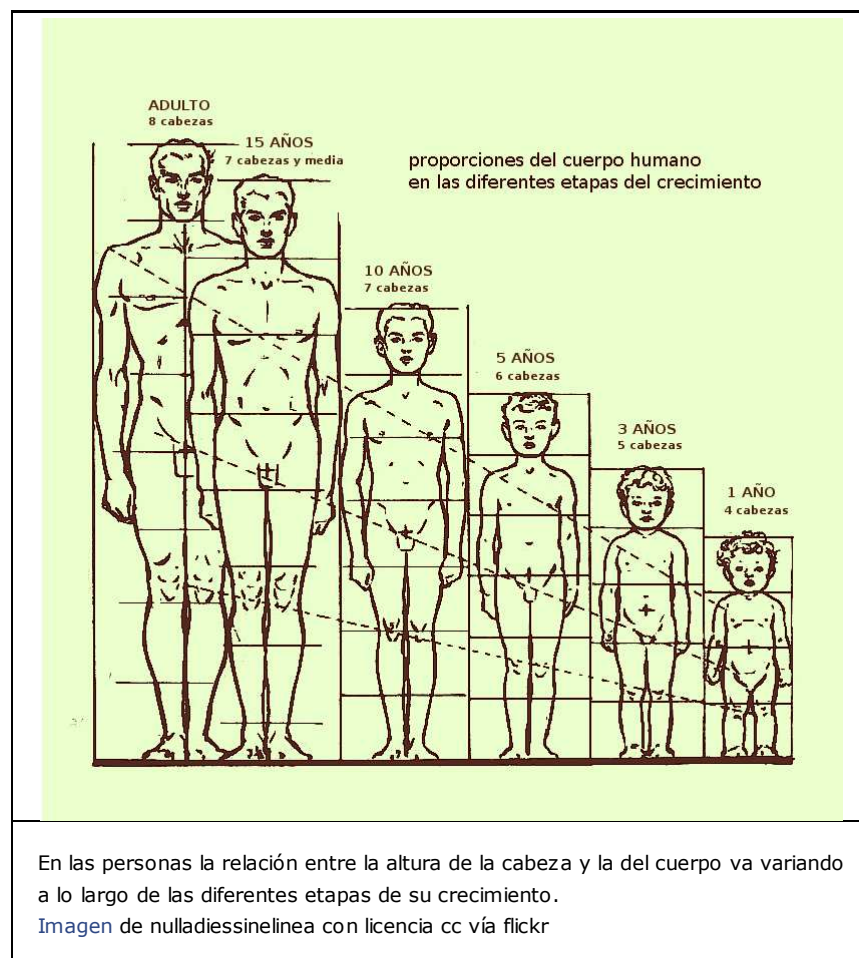 ADULTO
8 cabezas
15 AÑOS
7 cabezas y media
proporciones del cuerpo humano
en las diferentes etapas del crecimiento
10 AÑOS
7 cabezas
5 AÑOS
6 cabezas
3 AÑOS
5 cabezas
1 AÑO
4 cabezas
En las personas la relación entre la altura de la cabeza y la del cuerpo va variando
a lo largo de las diferentes etapas de su crecimiento.
Imagen de nulladiessinelinea con licencia cc vía flickr